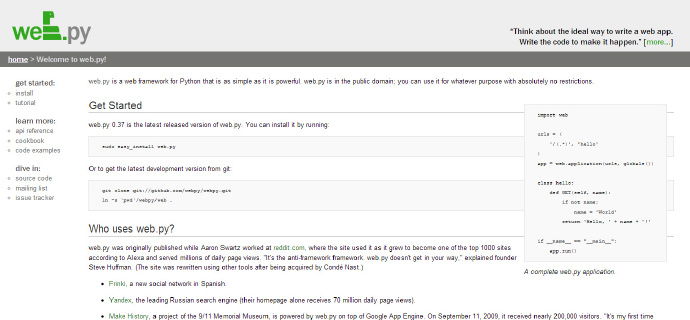 web.py
"Think about the ideal way to write a web app.
Write the code to make it happen." [more...]
home > Welcome to web.py!
get started:
install
tutorial
learn more:
api reference
cookbook
code examples
dive in:
source code
mailing list
issue tracker
web.py is a web framework for Python that is as simple as it is powerful. web.py is in the public domain; you can use it for whatever purpose with absolutely no restrictions.
Get Started
web.py 0.37 is the latest released version of web.py. You can install it by running:
sudo easy_install web.py
Or to get the latest development version from git:
git clone git://github.com/webpy/webpy.git
ln -s `pwd`/webpy/web .
Who uses web.py?
web.py was originally published while Aaron Swartz worked at reddit.com, where the site used it as it grew to become one of the top 1000 sites
according to Alexa and served millions of daily page views. "It's the anti-framework framework. web.py doesn't get in your way," explained founder
Steve Huffman. (The site was rewritten using other tools after being acquired by Condé Nast.)
Frinki, a new social network in Spanish.
Yandex, the leading Russian search engine (their homepage alone receives 70 million daily page views).
Make History, a project of the 9/11 Memorial Museum, is powered by web.py on top of Google App Engine. On September 11, 2009, it received nearly 200,000 visitors. "It's my first time
import web
urls = (
'/(.*)', 'hello'
)
app = web.application(urls, globals())
class hello:
def GET(self, name):
if not name:
name = 'World'
return 'Hello, ' + name + '!'
if __name__ == "__main__":
app.run()
A complete web.py application.